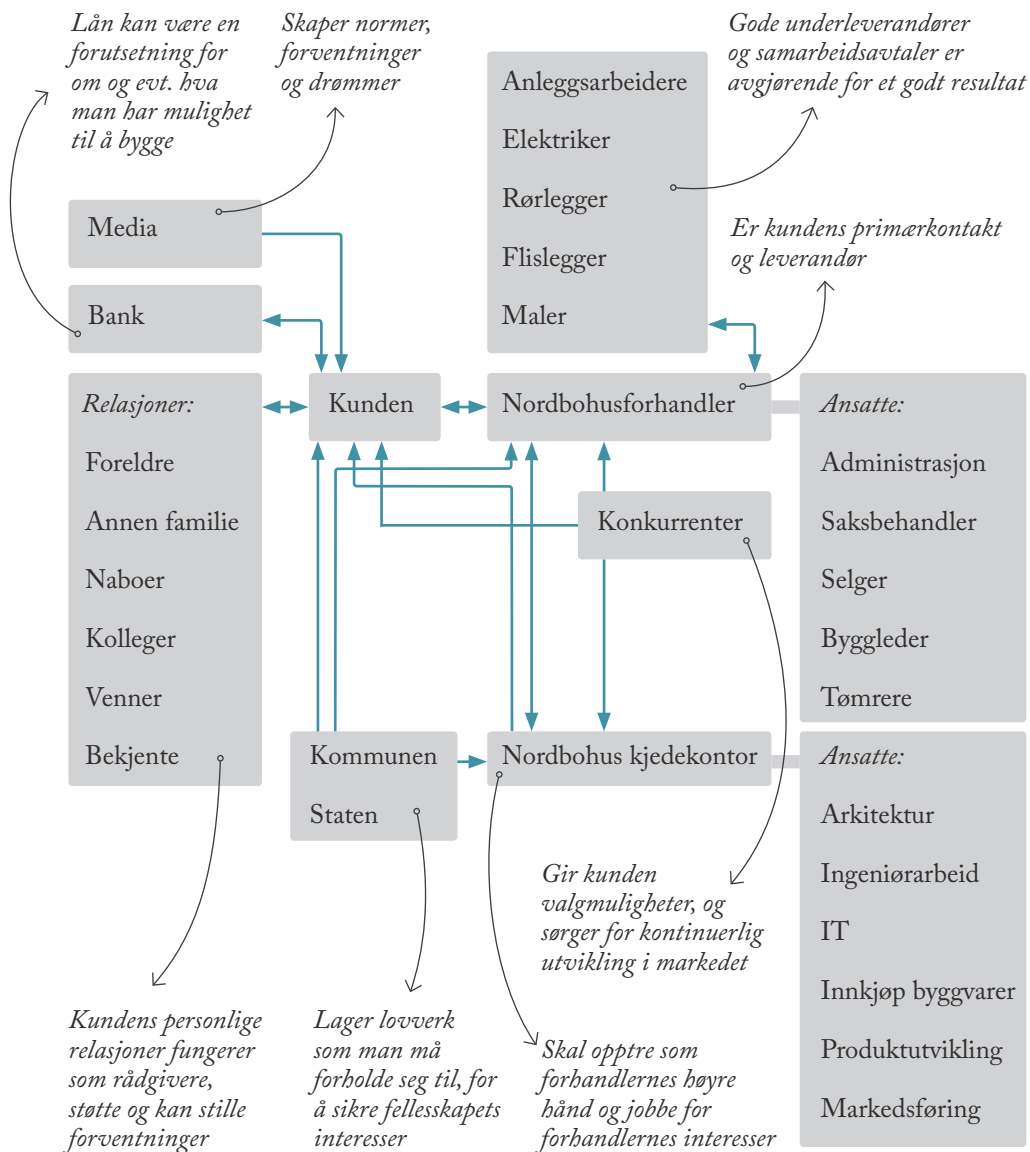 Lån kan være en
forutsetning for
om og evt. hva
man har mulighet
til å bygge
Skaper normer,
forventninger
og drømmer
Gode underleverandører
og samarbeidsavtaler er
avgjørende for et godt resultat
Anleggsarbeidere
Elektriker
Rørlegger
Flislegger
Maler
Er kundens primærkontakt
og leverandør
Media
Bank
Relasjoner:
Foreldre
Annen familie
Naboer
Kolleger
Venner
Bekjente
Kunden
Nordbohusforhandler
Ansatte:
Administrasjon
Saksbehandler
Selger
Byggleder
Tømrere
Konkurrenter
Kommunen
Staten
Nordbohus kjedekontor
Ansatte:
Arkitektur
Ingeniørarbeid
IT
Innkjøp byggvarer
Produktutvikling
Markedsføring
Gir kunden
valgmuligheter, og
sørger for kontinuerlig
utvikling i markedet
Kundens personlige
relasjoner fungerer
som rådgivere,
støtte og kan stille
forventninger
Lager lovverk
som man må
forholde seg til, for
å sikre fellesskapets
interesser
Skal opptre som
forhandlernes høyre
hånd og jobbe for
forhandlernes interesser